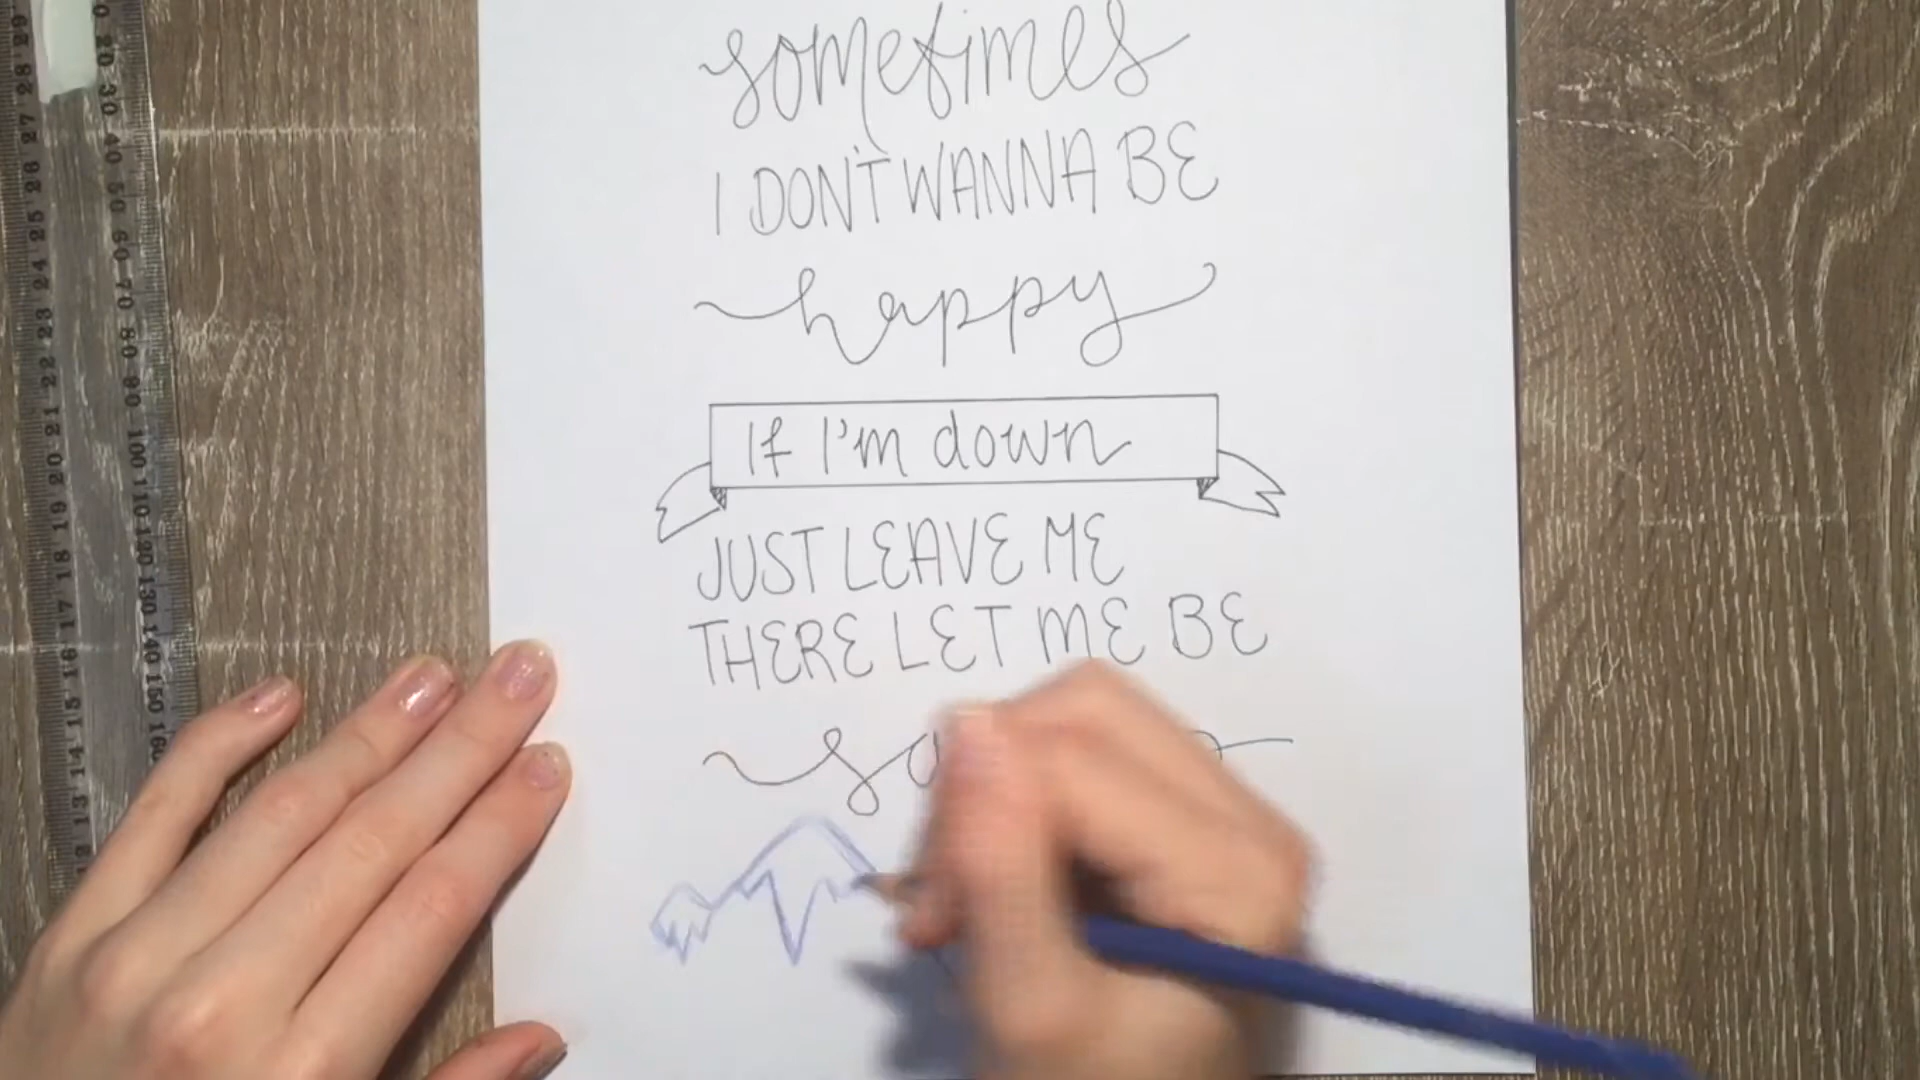 sometimes
I DON'T WANNA BE
happy
If I'm down
JUST LEAVE ME
THERE LET ME BE